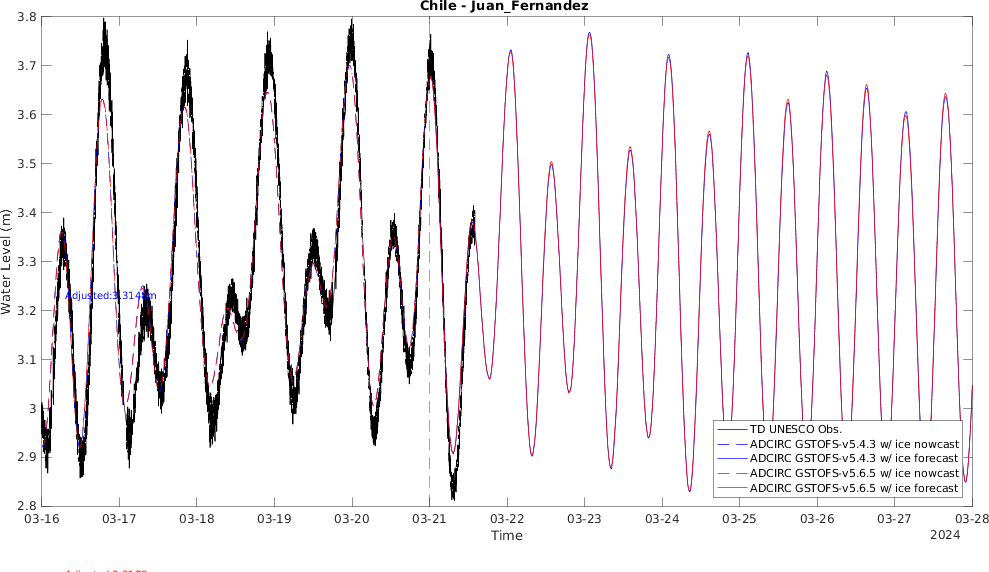 Chile - Juan_Fernandez
3.8
3.7
3.6
3.5
3.4
3.3
3.2
3.1
3
2.9
2.8
Water Level (m)
TD UNESCO Obs.
ADCIRC GSTOFS-v5.4.3 w/ ice nowcast
ADCIRC GSTOFS-v5.4.3 w/ ice forecast
ADCIRC GSTOFS-v5.6.5 w/ ice nowcast
ADCIRC GSTOFS-v5.6.5 w/ ice forecast
03-16 03-17 03-18 03-19 03-20 03-21 03-22 03-23 03-24 03-25 03-26 03-27 03-28
Time
2024